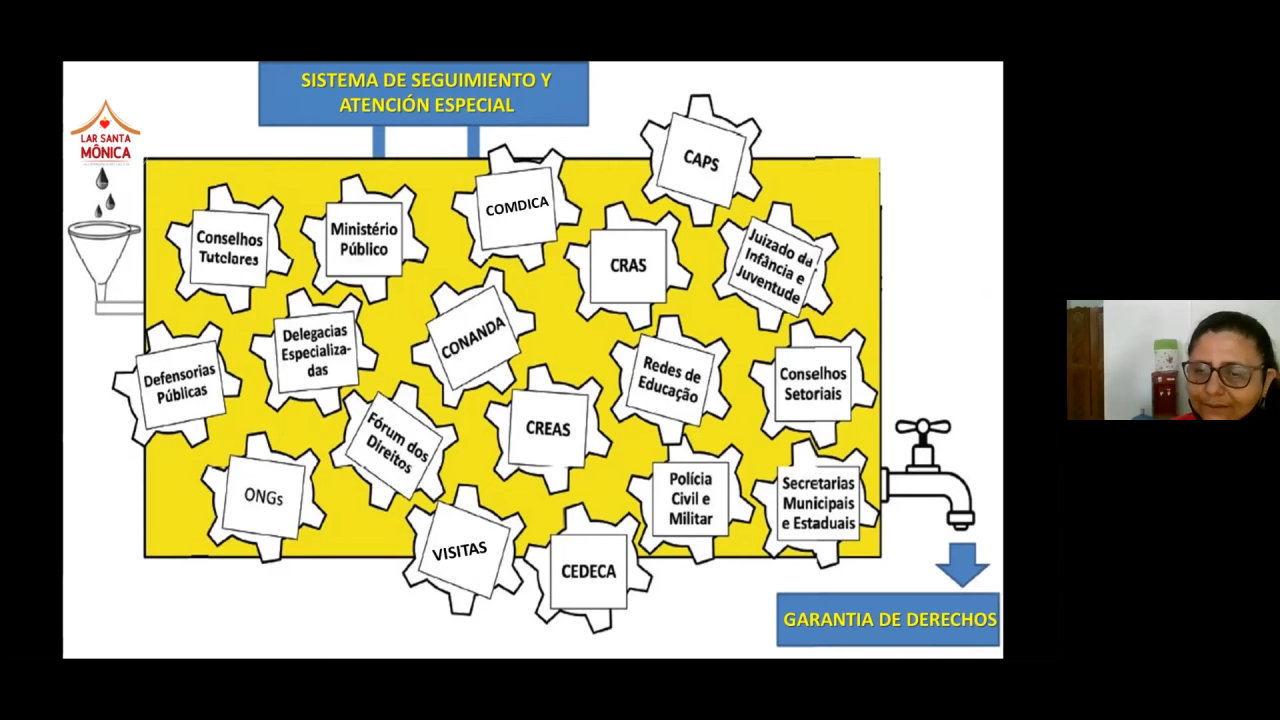 SISTEMA DE SEGUIMIENTO Y
ATENCIÓN ESPECIAL
LAR SANTA
MÔNICA
CAPS
COMDICA
Conselhos
Tutelares
Ministério
Público
CRAS
Juizado da
Infância e
Juventude
Delegacias
Especializa-
das
CONANDA
Defensorias
Públicas
Redes de
Educação
Conselhos
Setoriais
Fórum dos
Direitos
CREAS
ONGs
Polícia
Civil e
Militar
Secretarias
Municipais
e Estaduais
VISITAS
CEDECA
GARANTIA DE DERECHOS